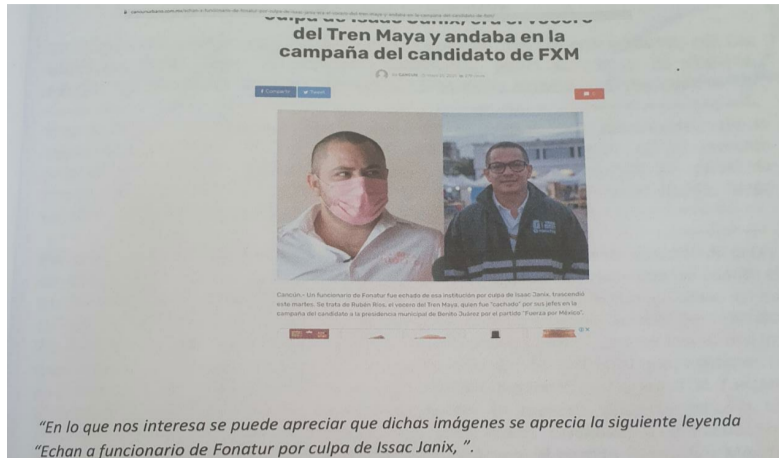 del Tren Maya y andaba en la
campaña del candidato de FXM
Compartir
Tweet
Cancún.- Un funcionario de Fonatur fue echado de esa institución por culpa de Isaac Janix, trascendió
este martes. Se trata de Rubén Ríos, el vocero del Tren Maya, quien fue "cachado" por sus jefes en la
campaña del candidato a la presidencia municipal de Benito Juárez por el partido "Fuerza por México".
“En lo que nos interesa se puede apreciar que dichas imágenes se aprecia la siguiente leyenda
“Echan a funcionario de Fonatur por culpa de Issac Janix, ”.